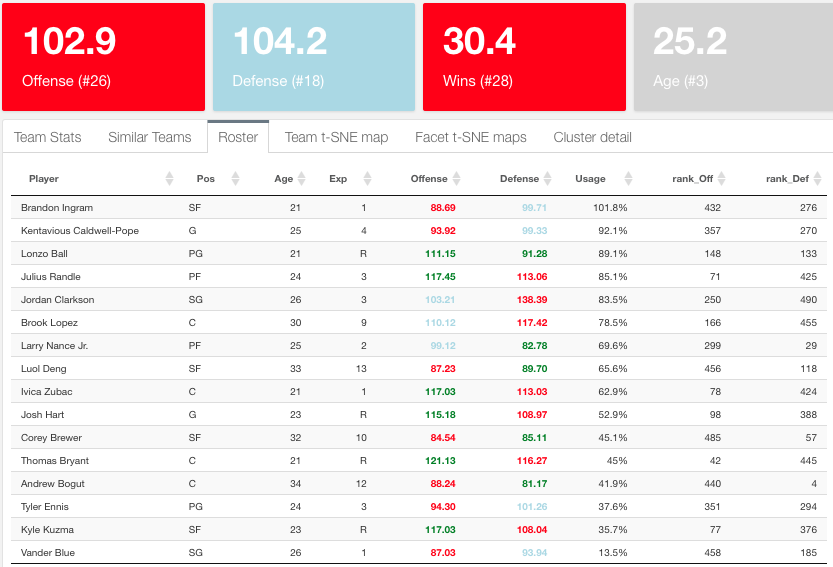 102.9 104.2 30.4 25.2
Offense (#26) Defense (#18) Wins (#28) Age (#3)
Team Stats Similar Teams Roster Team t-SNE map Facet t-SNE maps Cluster detail
Player Pos Age Exp Offense Defense Usage rank_Off rank_Def
Brandon Ingram SF 21 1 88.69 99.71 101.8% 432 276
Kentavious Caldwell-Pope G 25 4 93.92 99.33 92.1% 357 270
Lonzo Ball PG 21 R 111.15 91.28 89.1% 148 133
Julius Randle PF 24 3 117.45 113.06 85.1% 71 425
Jordan Clarkson SG 26 3 103.21 138.39 83.5% 250 490
Brook Lopez C 30 9 110.12 117.42 78.5% 166 455
Larry Nance Jr. PF 25 2 99.12 82.78 69.6% 299 29
Luol Deng SF 33 13 87.23 89.70 65.6% 456 118
Ivica Zubac C 21 1 117.03 113.03 62.9% 78 424
Josh Hart G 23 R 115.18 108.97 52.9% 98 388
Corey Brewer SF 32 10 84.54 85.11 45.1% 485 57
Thomas Bryant C 21 R 121.13 116.27 45% 42 445
Andrew Bogut C 34 12 88.24 81.17 41.9% 440 4
Tyler Ennis PG 24 3 94.30 101.26 37.6% 351 294
Kyle Kuzma SF 23 R 117.03 108.04 35.7% 77 376
Vander Blue SG 26 1 87.03 93.94 13.5% 458 185